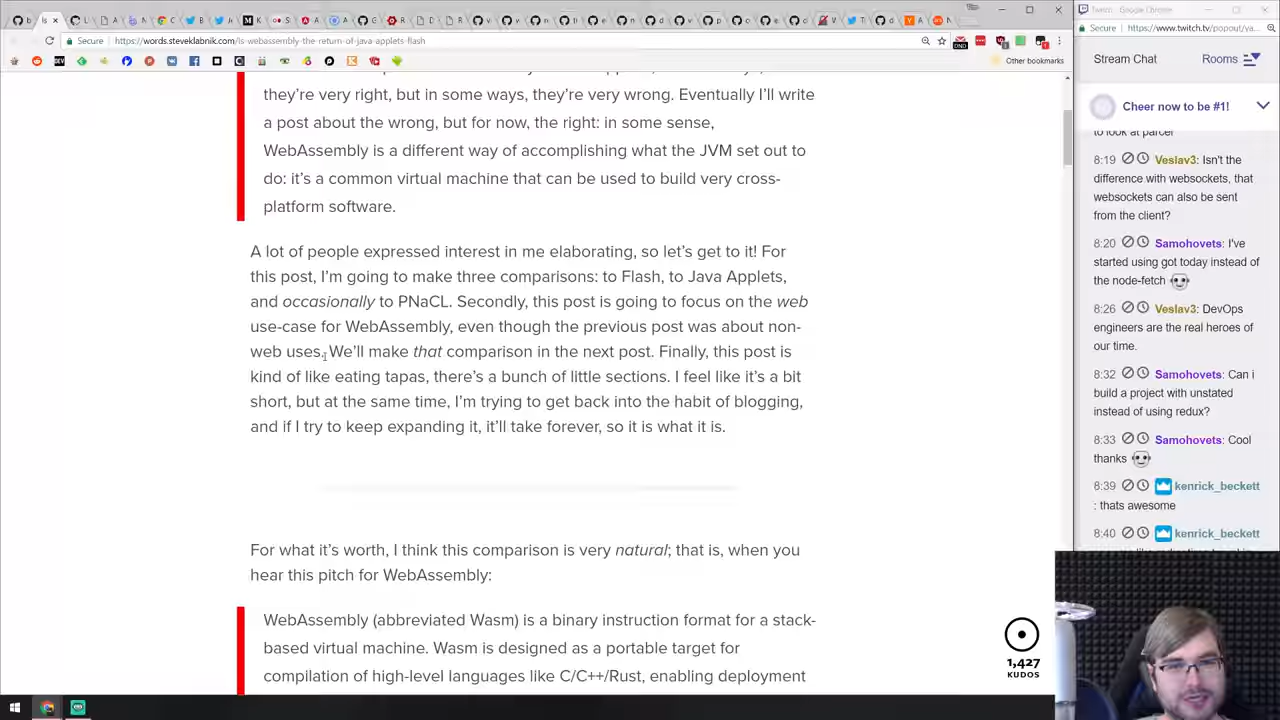 Twitch - Google Chrome
Secure
https://words.steveklabnik.com/is-webassembly-the-return-of-java-applets-flash
Secure
https://www.twitch.tv/popout/ya...
Other bookmarks
they're very right, but in some ways, they're very wrong. Eventually I'll write
a post about the wrong, but for now, the right: in some sense,
WebAssembly is a different way of accomplishing what the JVM set out to
do: it's a common virtual machine that can be used to build very cross-
platform software.
A lot of people expressed interest in me elaborating, so let's get to it! For
this post, I'm going to make three comparisons: to Flash, to Java Applets,
and occasionally to PNaCL. Secondly, this post is going to focus on the web
use-case for WebAssembly, even though the previous post was about non-
web uses. We'll make that comparison in the next post. Finally, this post is
kind of like eating tapas, there's a bunch of little sections. I feel like it's a bit
short, but at the same time, I'm trying to get back into the habit of blogging,
and if I try to keep expanding it, it'll take forever, so it is what it is.
For what it's worth, I think this comparison is very natural; that is, when you
hear this pitch for WebAssembly:
WebAssembly (abbreviated Wasm) is a binary instruction format for a stack-
based virtual machine. Wasm is designed as a portable target for
compilation of high-level languages like C/C++/Rust, enabling deployment
1,427
KUDOS
Stream Chat
Rooms
Cheer now to be #1!
to look at parcel
8:19 Veslav3: Isn't the
difference with websockets, that
websockets can also be sent
from the client?
8:20 Samohovets: I've
started using got today instead of
the node-fetch
8:26 Veslav3: DevOps
engineers are the real heroes of
our time.
8:32 Samohovets: Can i
build a project with unstated
instead of using redux?
8:33 Samohovets: Cool
thanks
8:39 kenrick_beckett
: thats awesome
8:40 kenrick_beckett